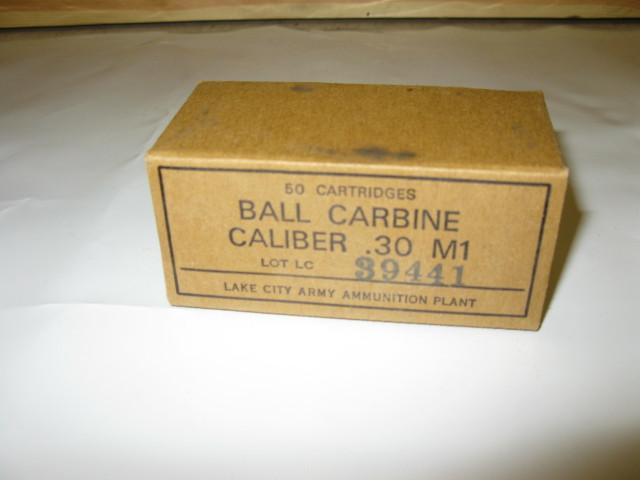 50 CARTRIDGES
BALL CARBINE
CALIBER .30 M1
LOT LC 39441
LAKE CITY ARMY AMMUNITION PLANT